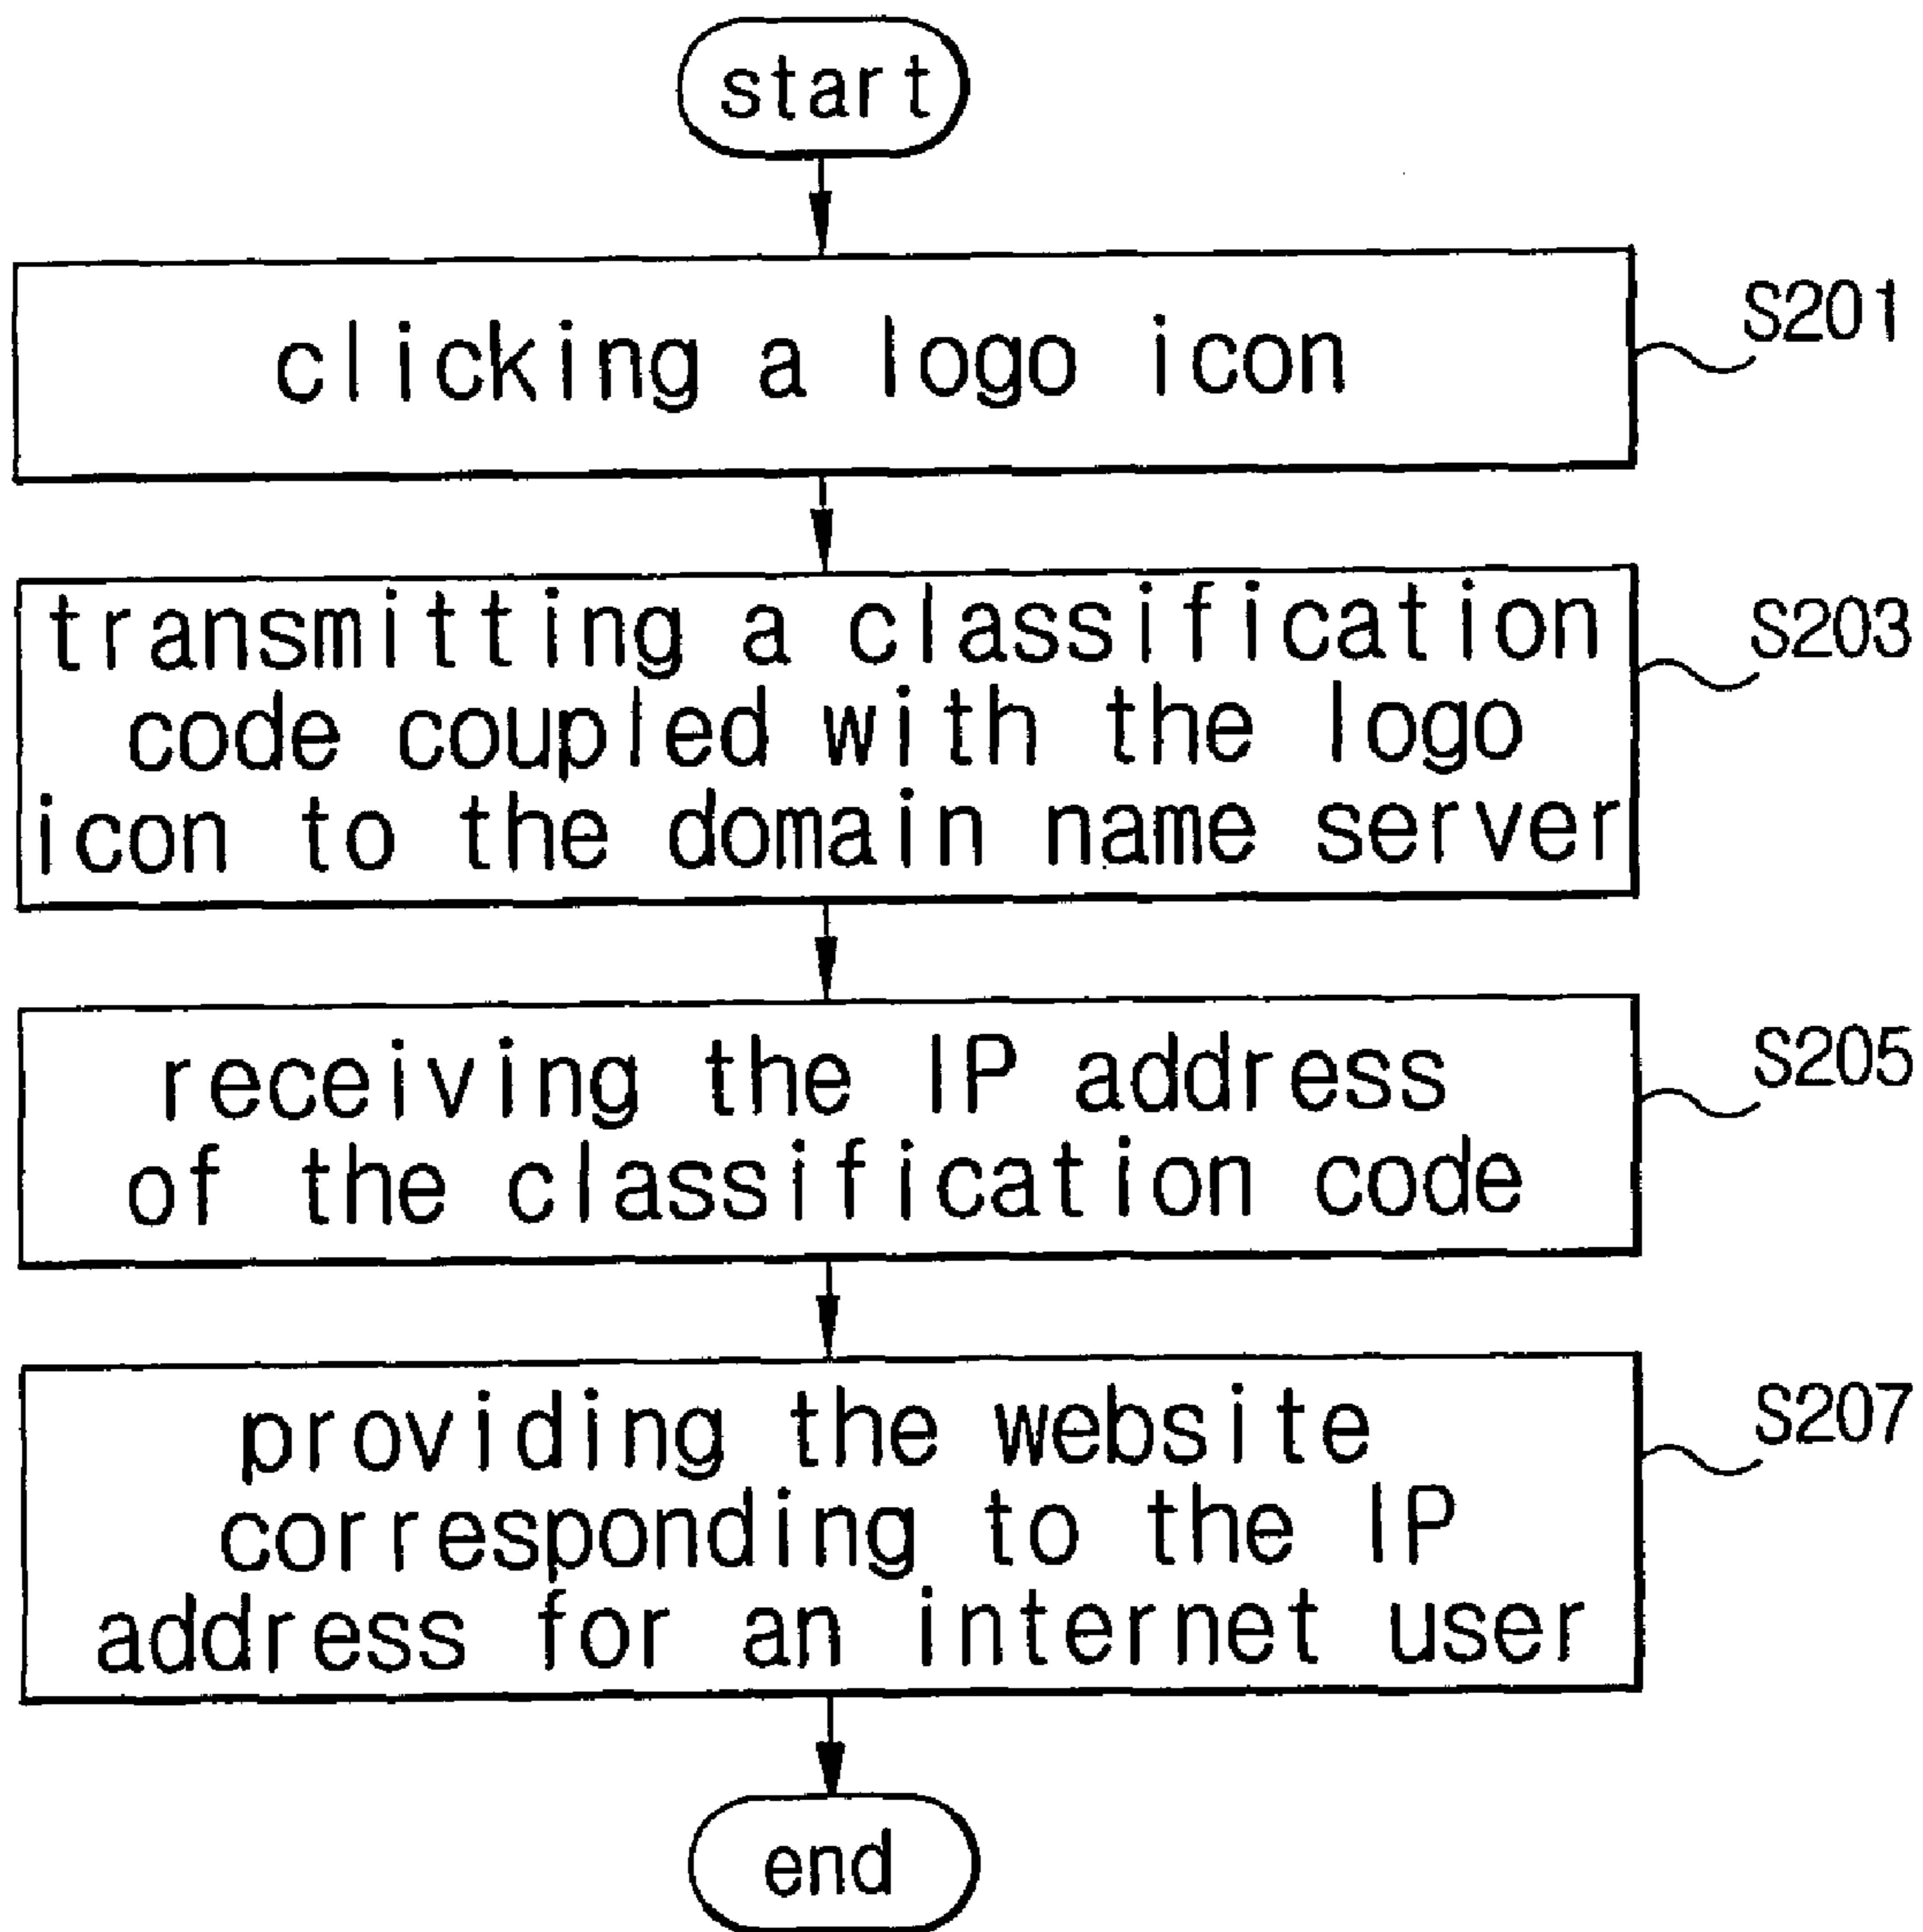 start
clicking a logo icon
S201
transmitting a classification
code coupled with the logo
icon to the domain name server
S203
receiving the IP address
of the classification code
S205
providing the website
corresponding to the IP
address for an internet user
S207
end